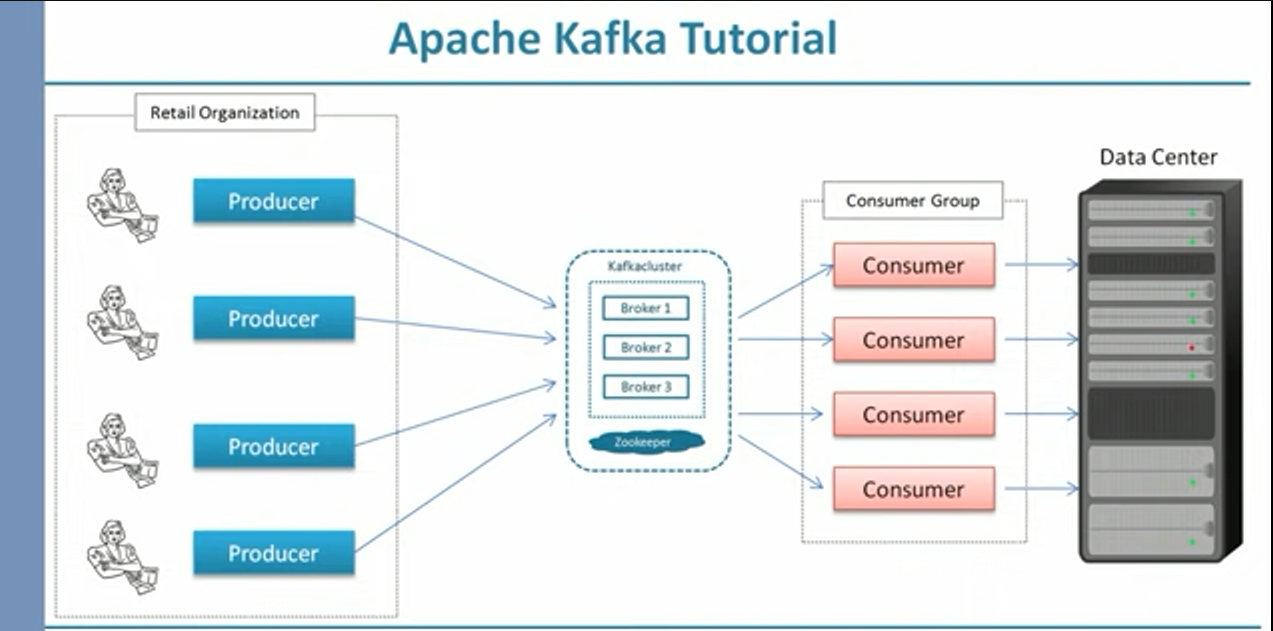 Apache Kafka Tutorial
Retail Organization
Producer
Producer
Producer
Producer
Kafkacluster
Broker 1
Broker 2
Broker 3
Zookeeper
Consumer Group
Consumer
Consumer
Consumer
Consumer
Data Center